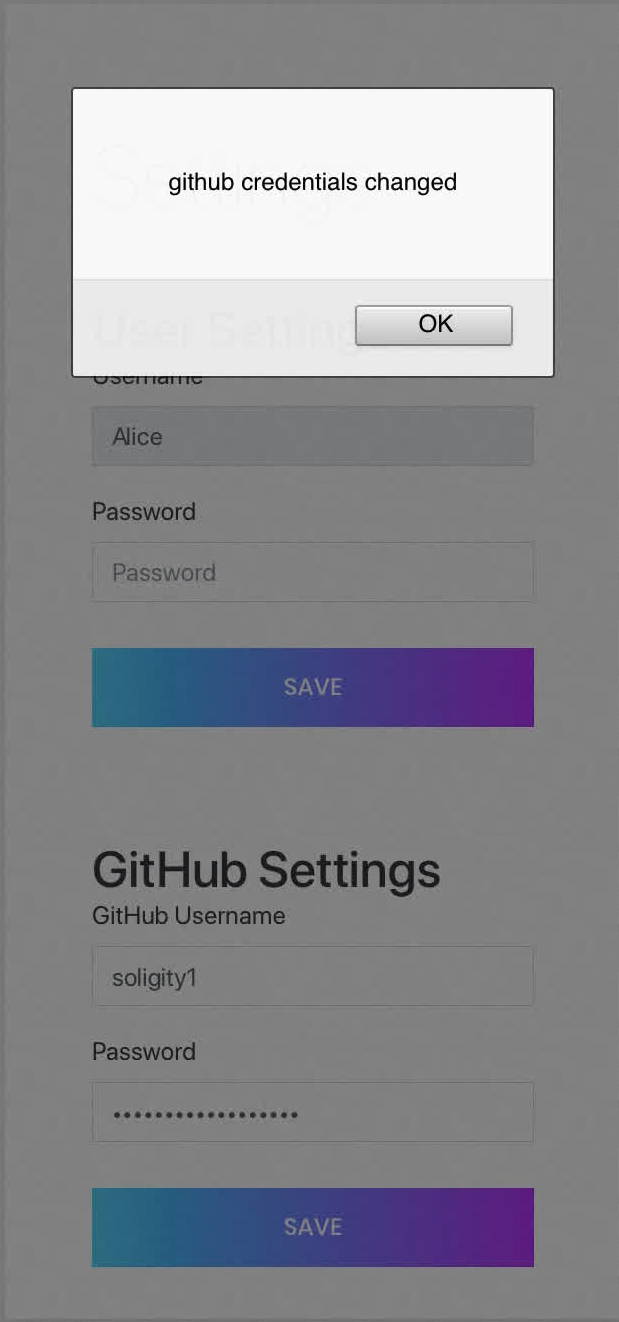 Settings
github credentials changed
User Settings
OK
Username
Alice
Password
Password
SAVE
GitHub Settings
GitHub Username
soligity1
Password
••••••••••••••••••
SAVE